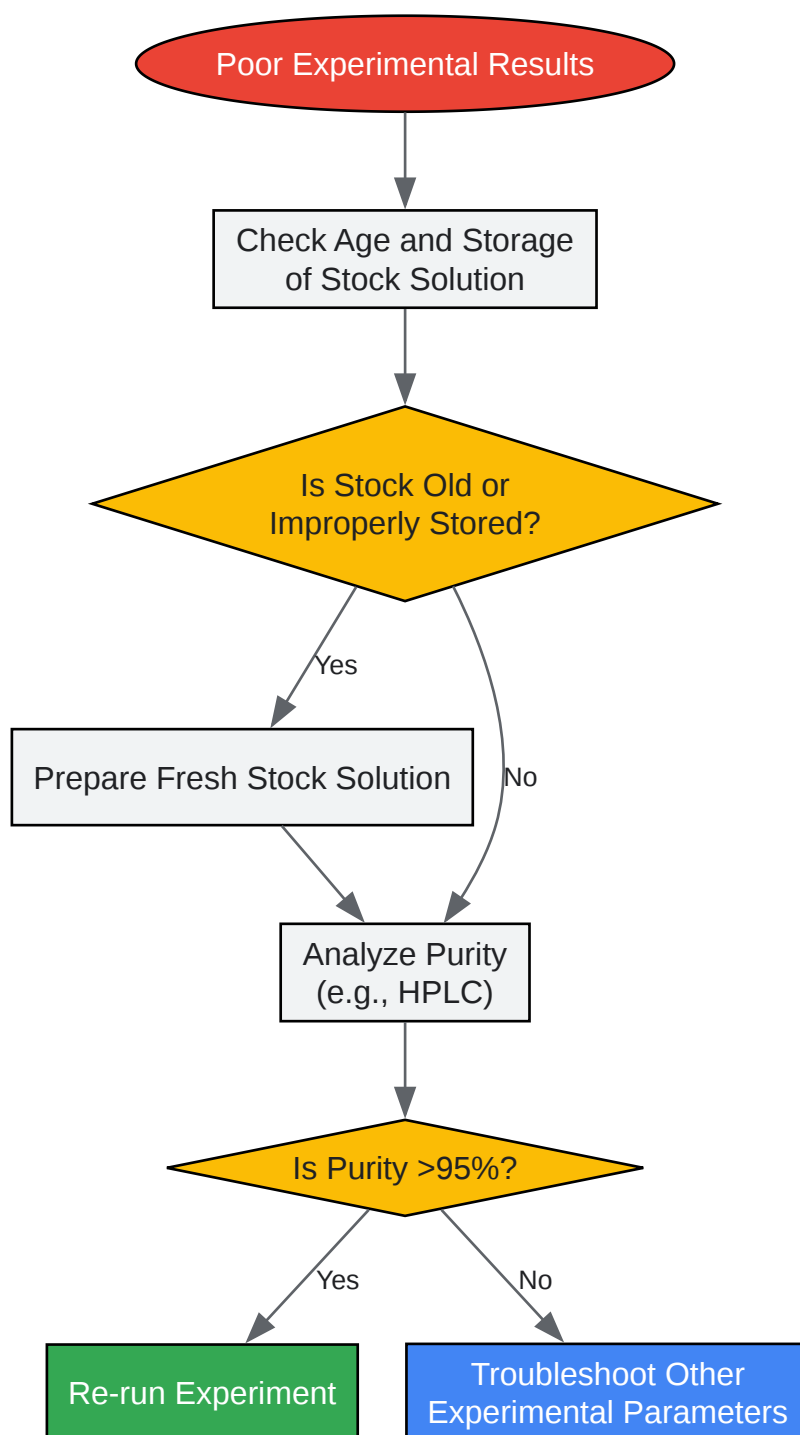 Poor Experimental Results
Check Age and Storage
of Stock Solution
Is Stock Old or
Improperly Stored?
Yes
Prepare Fresh Stock Solution
No
Analyze Purity
(e.g., HPLC)
Is Purity >95%?
Yes
No
Re-run Experiment
Troubleshoot Other
Experimental Parameters